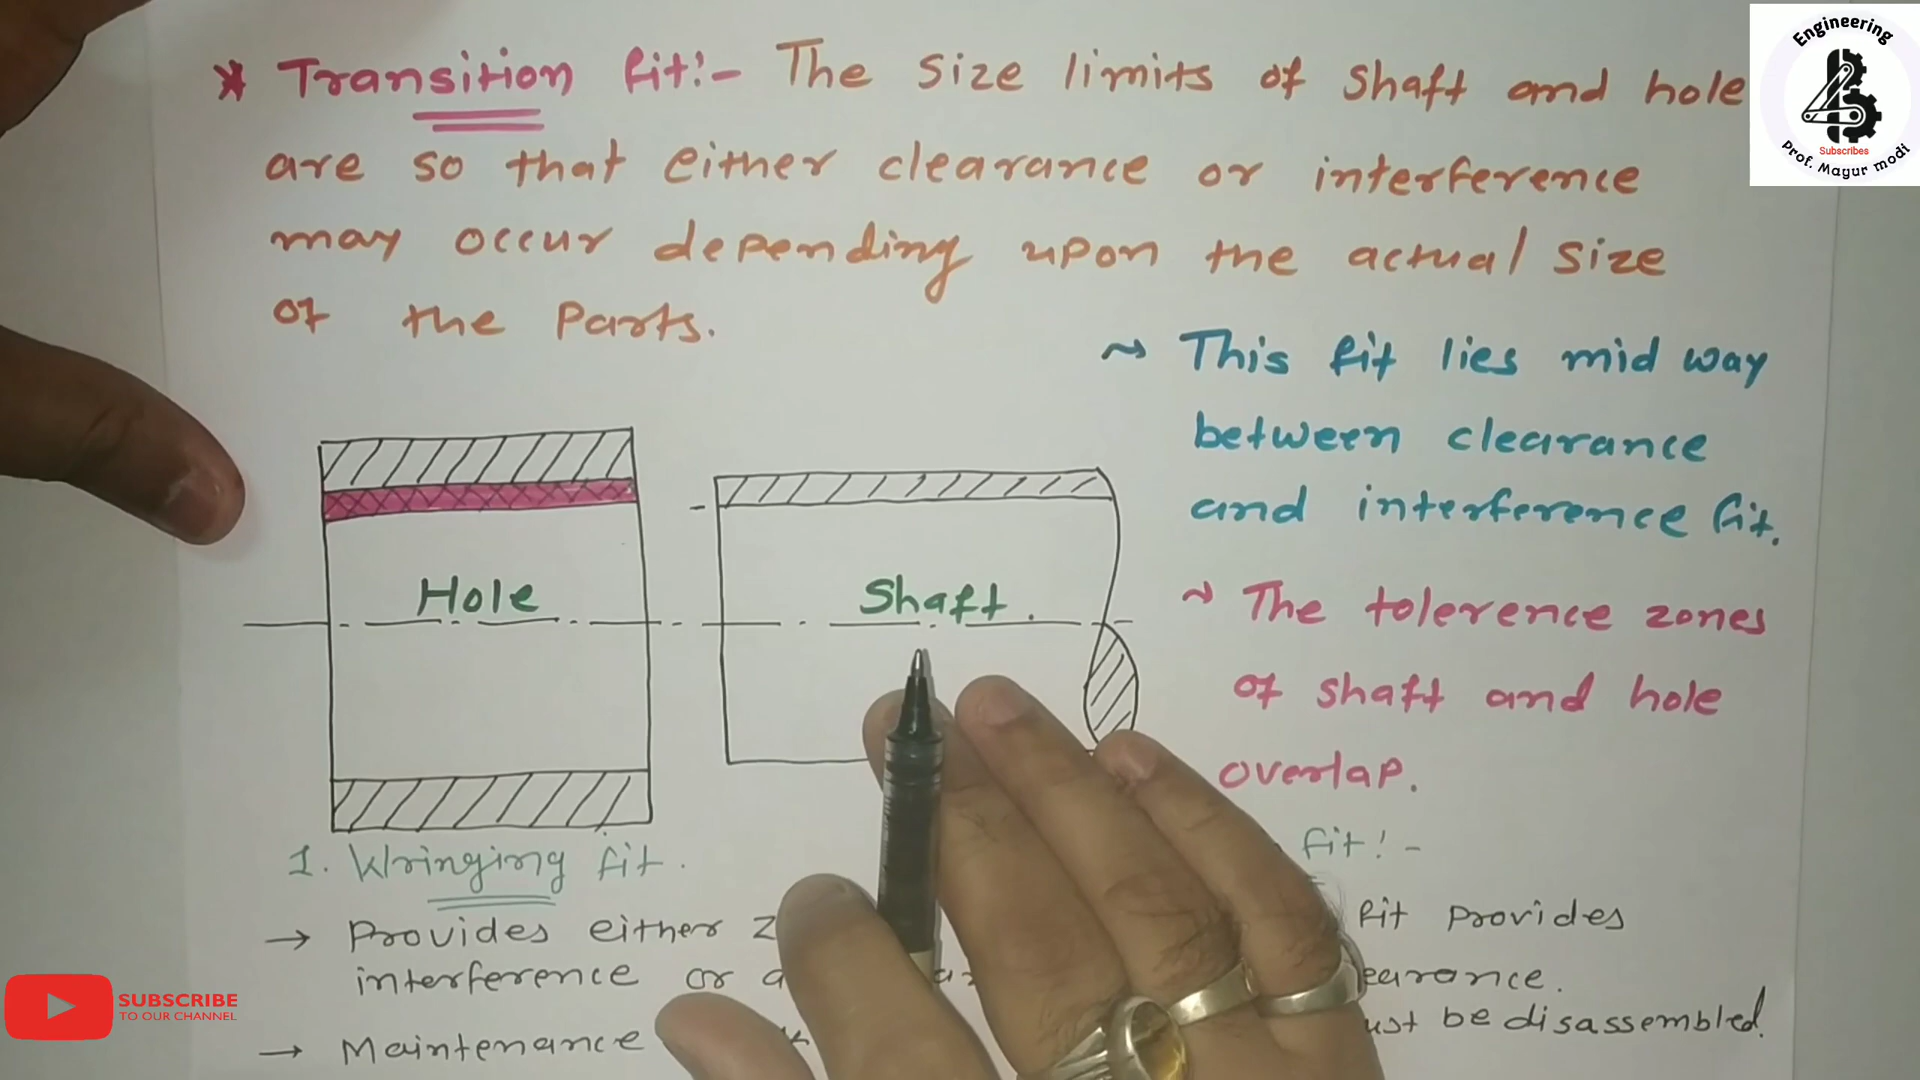 * Transition fit:- The size limits of shaft and hole
are so that either clearance or interference
may occur depending upon the actual size
of the Parts.
~ This fit lies mid way
between clearance
and interference fit.
~ The tolerence zones
of shaft and hole
overlap.
Hole
Shaft.
1. Wringing fit.
→ Provides either
interference or
→ Maintenance
fit:-
fit provides
be disassembled.
Engineering
Subscribes
Prof. Mayur modi
SUBSCRIBE
TO OUR CHANNEL